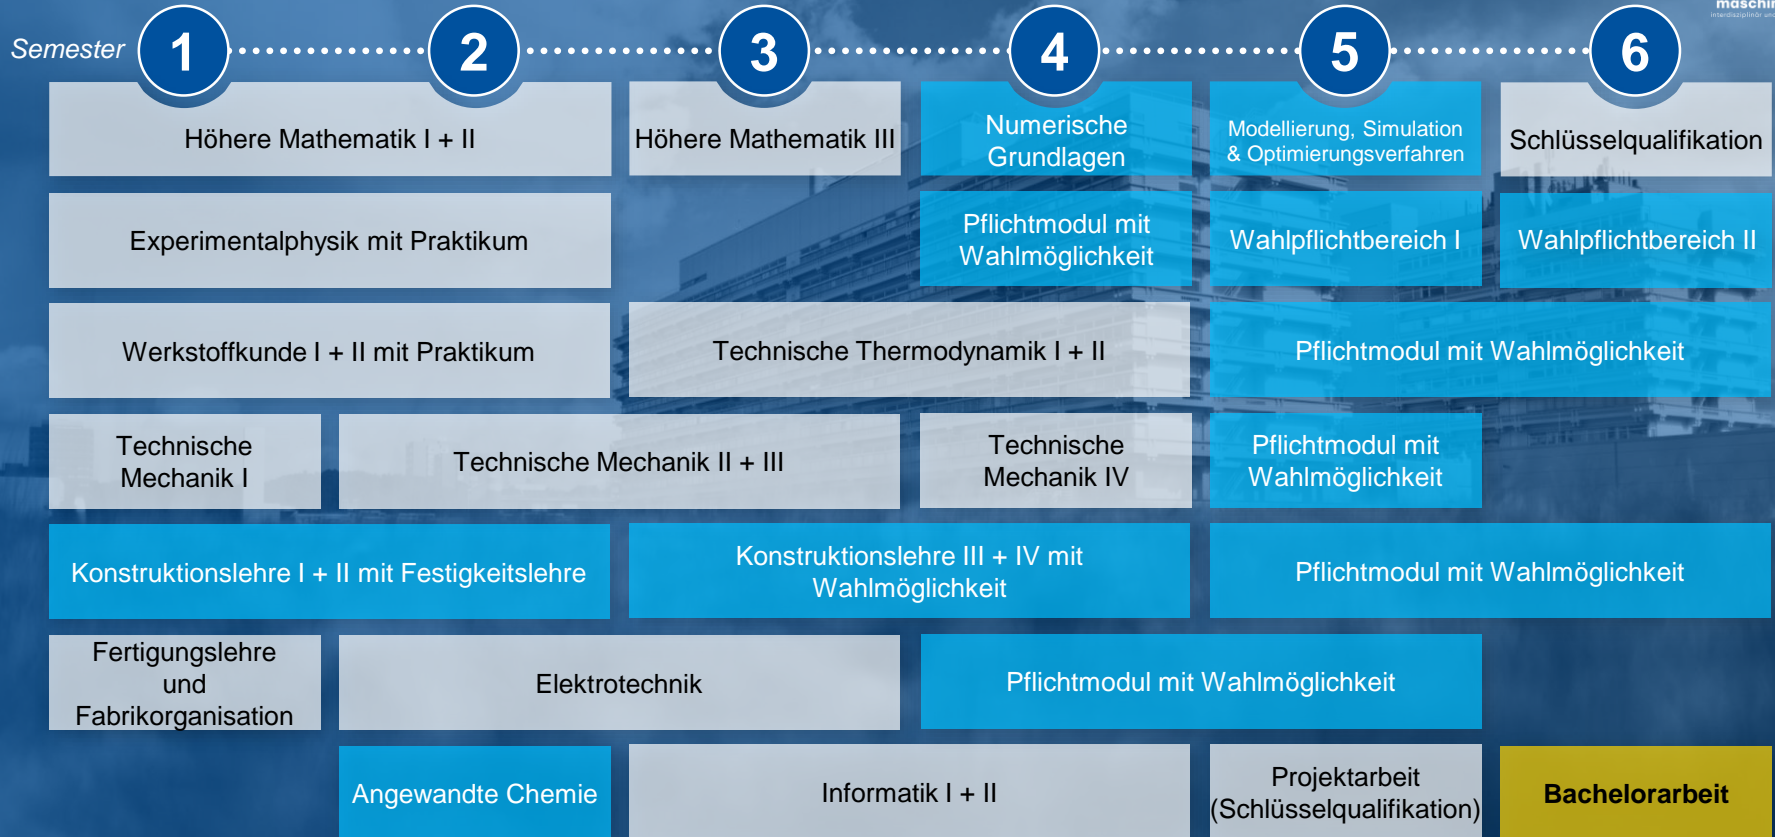 maschin
interdisziplinär und
Semester 1 2 3 4 5 6
Höhere Mathematik I + II
Höhere Mathematik III
Numerische
Grundlagen
Modellierung, Simulation
& Optimierungsverfahren
Schlüsselqualifikation
Experimentalphysik mit Praktikum
Pflichtmodul mit
Wahlmöglichkeit
Wahlpflichtbereich I
Wahlpflichtbereich II
Werkstoffkunde I + II mit Praktikum
Technische Thermodynamik I + II
Pflichtmodul mit Wahlmöglichkeit
Technische
Mechanik I
Technische Mechanik II + III
Technische
Mechanik IV
Pflichtmodul mit
Wahlmöglichkeit
Konstruktionslehre I + II mit Festigkeitslehre
Konstruktionslehre III + IV mit
Wahlmöglichkeit
Pflichtmodul mit Wahlmöglichkeit
Fertigungslehre
und
Fabrikorganisation
Elektrotechnik
Pflichtmodul mit Wahlmöglichkeit
Angewandte Chemie
Informatik I + II
Projektarbeit
(Schlüsselqualifikation)
Bachelorarbeit